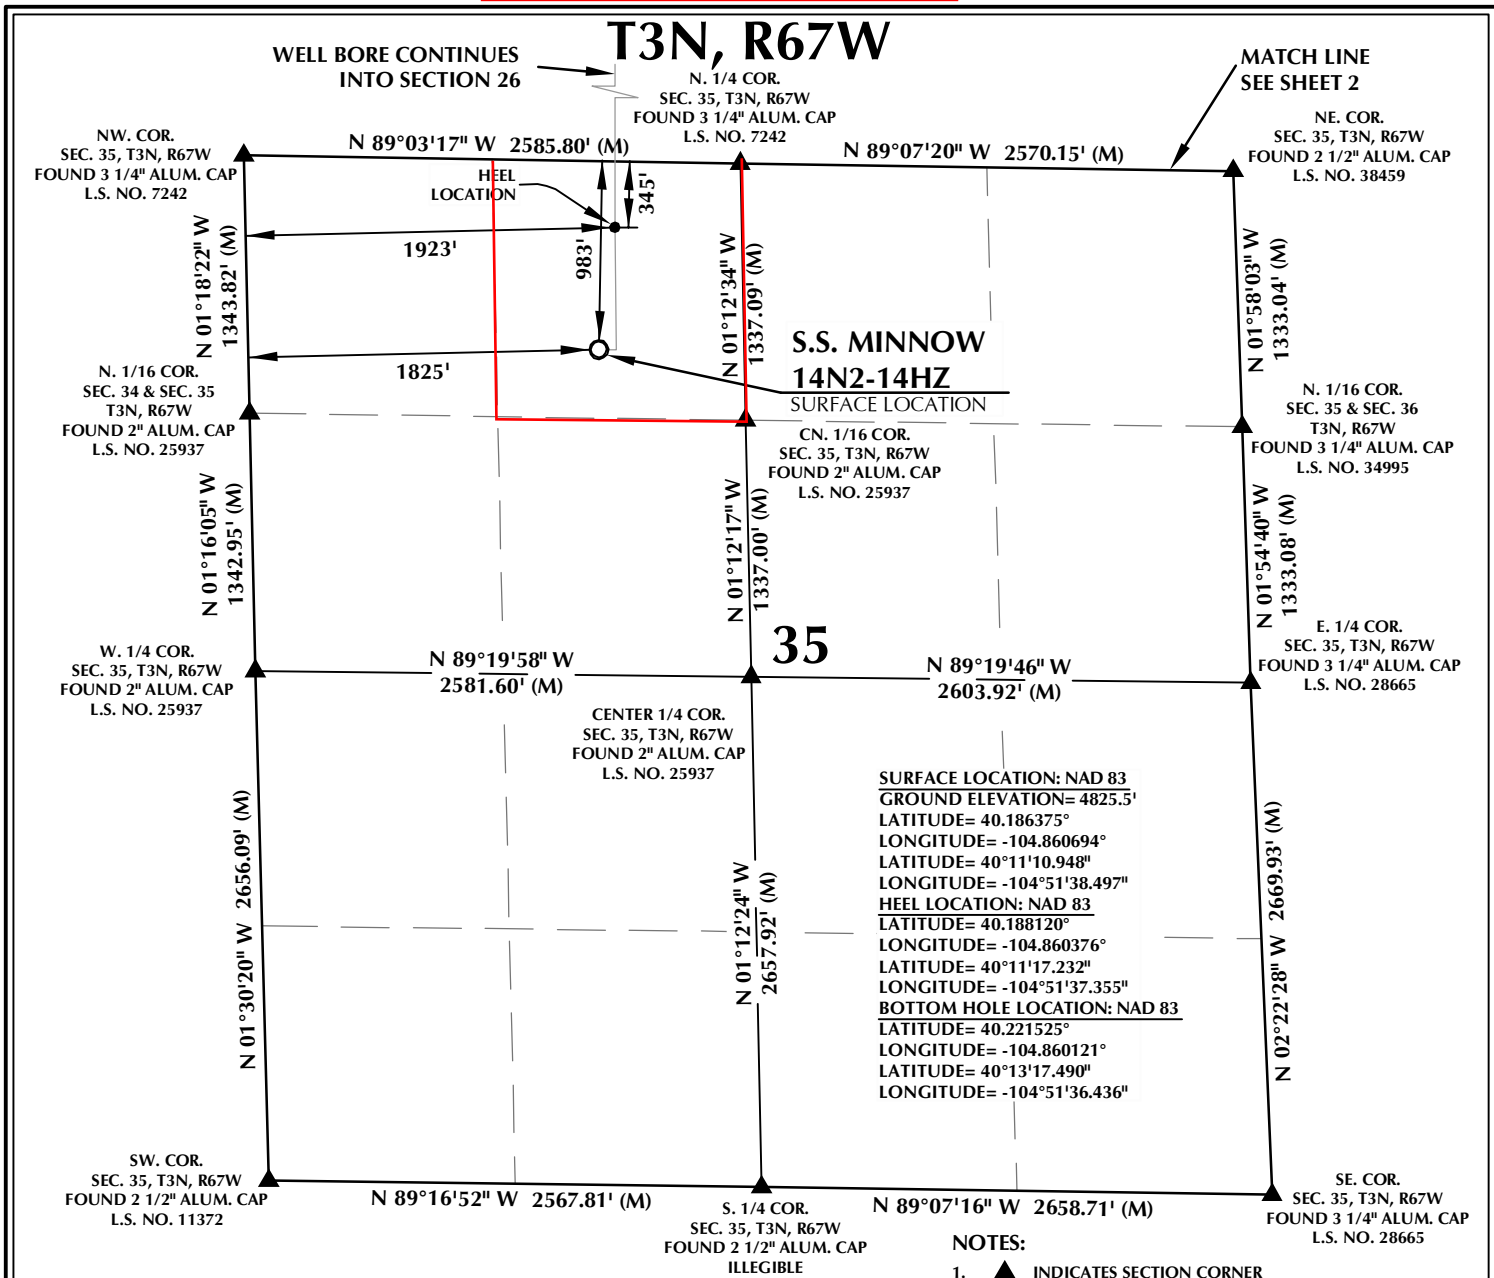 T3N, R67W
WELL BORE CONTINUES
INTO SECTION 26
MATCH LINE
SEE SHEET 2
N. 1/4 COR.
SEC. 35, T3N, R67W
FOUND 3 1/4" ALUM. CAP
L.S. NO. 7242
NW. COR.
SEC. 35, T3N, R67W
FOUND 3 1/4" ALUM. CAP
L.S. NO. 7242
NE. COR.
SEC. 35, T3N, R67W
FOUND 2 1/2" ALUM. CAP
L.S. NO. 38459
N 89°03'17" W 2585.80' (M)
N 89°07'20" W 2570.15' (M)
HEEL
LOCATION
345'
983'
1923'
1825'
N 01°18'22" W
1343.82' (M)
N 01°12'34" W
1337.09' (M)
N 01°58'03" W
1333.04' (M)
S.S. MINNOW
14N2-14HZ
SURFACE LOCATION
N. 1/16 COR.
SEC. 34 & SEC. 35
T3N, R67W
FOUND 2" ALUM. CAP
L.S. NO. 25937
CN. 1/16 COR.
SEC. 35, T3N, R67W
FOUND 2" ALUM. CAP
L.S. NO. 25937
N. 1/16 COR.
SEC. 35 & SEC. 36
T3N, R67W
FOUND 3 1/4" ALUM. CAP
L.S. NO. 34995
N 01°16'05" W
1342.95' (M)
N 01°12'17" W
1337.00' (M)
N 01°54'40" W
1333.08' (M)
35
W. 1/4 COR.
SEC. 35, T3N, R67W
FOUND 2" ALUM. CAP
L.S. NO. 25937
N 89°19'58" W
2581.60' (M)
N 89°19'46" W
2603.92' (M)
E. 1/4 COR.
SEC. 35, T3N, R67W
FOUND 3 1/4" ALUM. CAP
L.S. NO. 28665
CENTER 1/4 COR.
SEC. 35, T3N, R67W
FOUND 2" ALUM. CAP
L.S. NO. 25937
SURFACE LOCATION: NAD 83
GROUND ELEVATION= 4825.5'
LATITUDE= 40.186375°
LONGITUDE= -104.860694°
LATITUDE= 40°11'10.948"
LONGITUDE= -104°51'38.497"
HEEL LOCATION: NAD 83
LATITUDE= 40.188120°
LONGITUDE= -104.860376°
LATITUDE= 40°11'17.232"
LONGITUDE= -104°51'37.355"
BOTTOM HOLE LOCATION: NAD 83
LATITUDE= 40.221525°
LONGITUDE= -104.860121°
LATITUDE= 40°13'17.490"
LONGITUDE= -104°51'36.436"
N 01°30'20" W 2656.09' (M)
N 01°12'24" W
2657.92' (M)
N 02°22'28" W 2669.93' (M)
SW. COR.
SEC. 35, T3N, R67W
FOUND 2 1/2" ALUM. CAP
L.S. NO. 11372
N 89°16'52" W 2567.81' (M)
S. 1/4 COR.
SEC. 35, T3N, R67W
FOUND 2 1/2" ALUM. CAP
ILLEGIBLE
N 89°07'16" W 2658.71' (M)
SE. COR.
SEC. 35, T3N, R67W
FOUND 3 1/4" ALUM. CAP
L.S. NO. 28665
NOTES:
1. ▲ INDICATES SECTION CORNER